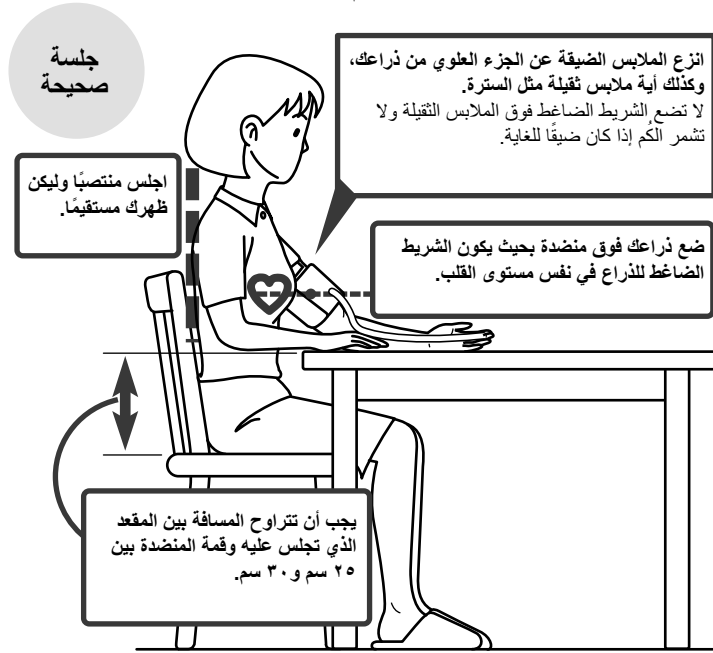 جلسة
صحيحة
انزع الملابس الضيقة عن الجزء العلوي من ذراعك،
وكذلك أية ملابس ثقيلة مثل السترة.
لا تضع الشريط الضاغط فوق الملابس الثقيلة ولا
تشمر الكُم إذا كان ضيقًا للغاية.
اجلس منتصبًا وليكن
ظهرك مستقيمًا.
ضع ذراعك فوق منضدة بحيث يكون الشريط
الضاغط للذراع في نفس مستوى القلب.
يجب أن تتراوح المسافة بين المقعد
الذي تجلس عليه وقمة المنضدة بين
٢٥ سم و٣٠ سم.